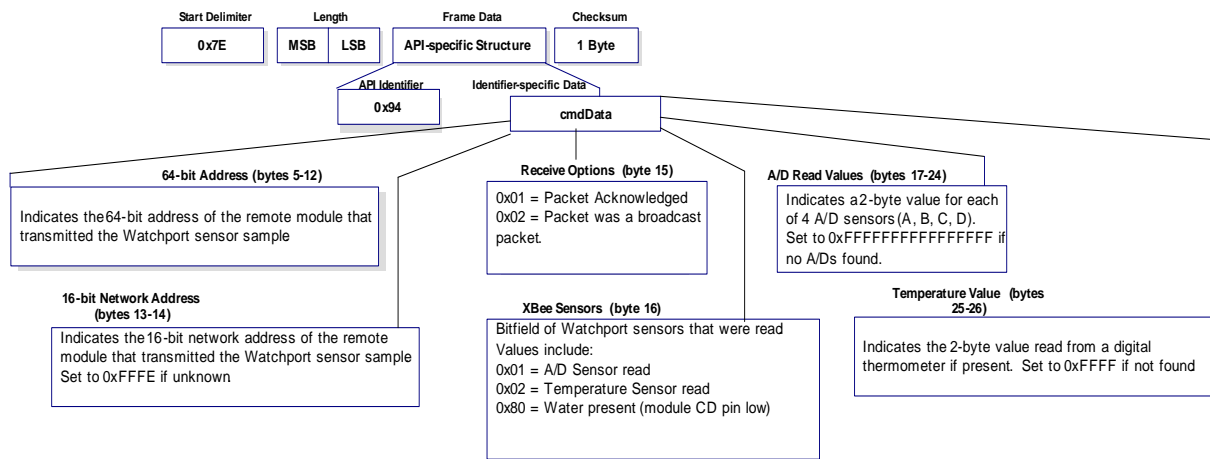 Start Delimiter
Length
Frame Data
Checksum
0x7E
MSB
LSB
API-specific Structure
1 Byte
API Identifier
Identifier-specific Data
0x94
cmdData
64-bit Address (bytes 5-12)
Indicates the 64-bit address of the remote module that
transmitted the Watchport sensor sample
Receive Options (byte 15)
0x01 = Packet Acknowledged
0x02 = Packet was a broadcast
packet.
A/D Read Values (bytes 17-24)
Indicates a 2-byte value for each
of 4 A/D sensors (A, B, C, D).
Set to 0xFFFFFFFFFFFFFFFF if
no A/Ds found.
16-bit Network Address
(bytes 13-14)
Indicates the 16-bit network address of the remote
module that transmitted the Watchport sensor sample
Set to 0xFFFE if unknown.
XBee Sensors (byte 16)
Bitfield of Watchport sensors that were read
Values include:
0x01 = A/D Sensor read
0x02 = Temperature Sensor read
0x80 = Water present (module CD pin low)
Temperature Value (bytes
25-26)
Indicates the 2-byte value read from a digital
thermometer if present. Set to 0xFFFF if not found